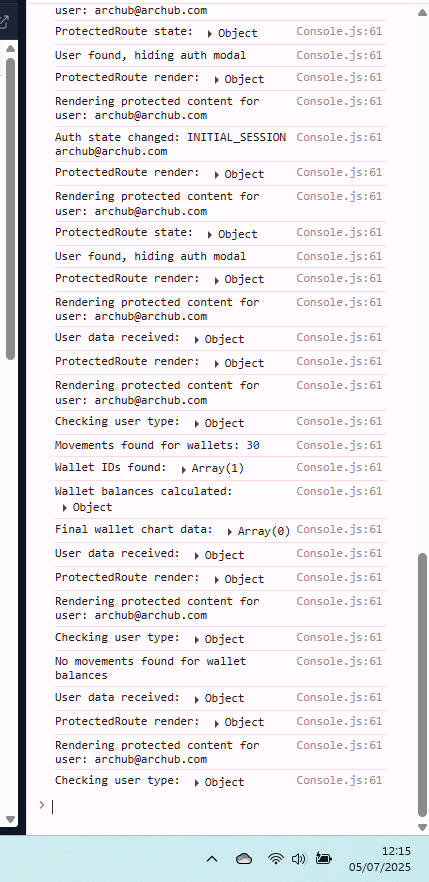 user: archub@archub.com
ProtectedRoute state: Object Console.js:61
User found, hiding auth modal Console.js:61
ProtectedRoute render: Object Console.js:61
Rendering protected content for Console.js:61
user: archub@archub.com
Auth state changed: INITIAL_SESSION Console.js:61
archub@archub.com
ProtectedRoute render: Object Console.js:61
Rendering protected content for Console.js:61
user: archub@archub.com
ProtectedRoute state: Object Console.js:61
User found, hiding auth modal Console.js:61
ProtectedRoute render: Object Console.js:61
Rendering protected content for Console.js:61
user: archub@archub.com
User data received: Object Console.js:61
ProtectedRoute render: Object Console.js:61
Rendering protected content for Console.js:61
user: archub@archub.com
Checking user type: Object Console.js:61
Movements found for wallets: 30 Console.js:61
Wallet IDs found: Array(1) Console.js:61
Wallet balances calculated: Console.js:61
Object
Final wallet chart data: Array(0) Console.js:61
User data received: Object Console.js:61
ProtectedRoute render: Object Console.js:61
Rendering protected content for Console.js:61
user: archub@archub.com
Checking user type: Object Console.js:61
No movements found for wallet Console.js:61
balances
User data received: Object Console.js:61
ProtectedRoute render: Object Console.js:61
Rendering protected content for Console.js:61
user: archub@archub.com
Checking user type: Object Console.js:61
12:15
05/07/2025